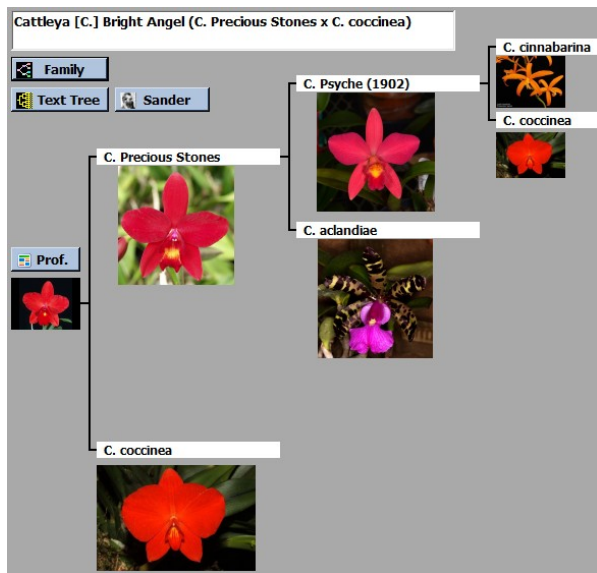 Cattleya [C.] Bright Angel (C. Precious Stones x C. coccinea)
Family
Text Tree
Sander
C. cinnabarina
C. Psyche (1902)
C. coccinea
C. Precious Stones
C. aclandiae
Prof.
C. coccinea